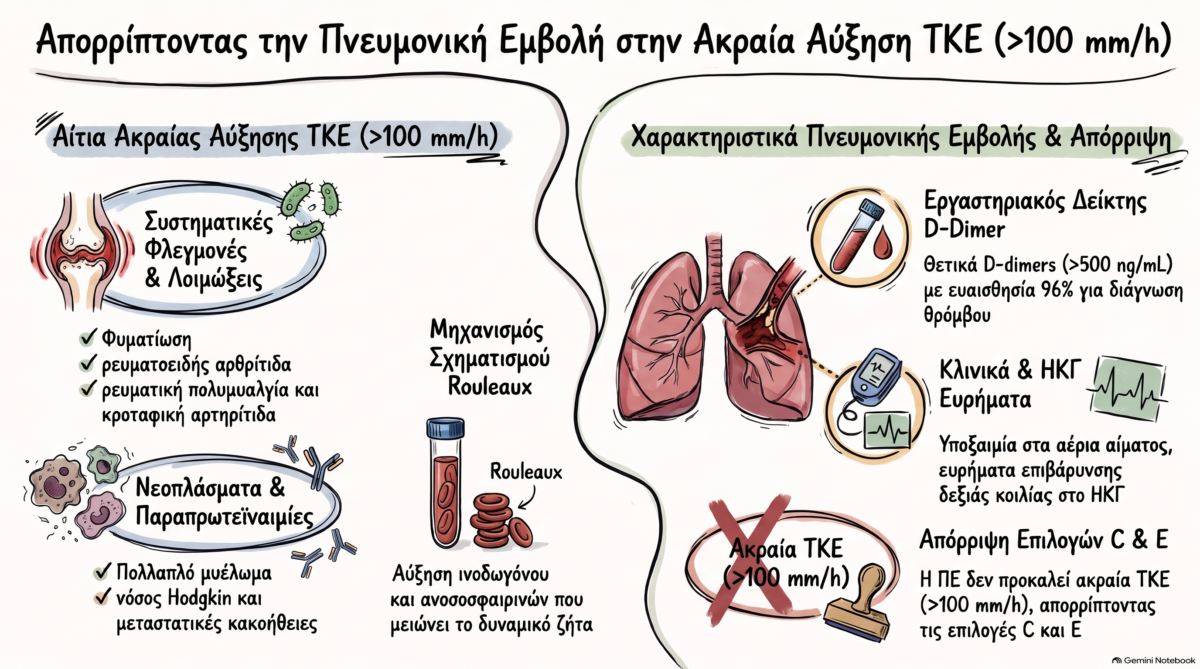 Απορρίπτοντας την Πνευμονική Εμβολή στην Ακραία Αύξηση ΤΚΕ (>100 mm/h)
Αίτια Ακραίας Αύξησης ΤΚΕ (>100 mm/h)
Συστηματικές
Φλεγμονές
& Λοιμώξεις
✓ Φυματίωση
✓ ρευματοειδής αρθρίτιδα
✓ ρευματική πολυμυαλγία και
κροταφική αρτηρίτιδα
Νεοπλάσματα &
Παραπρωτεϊναιμίες
✓ Πολλαπλό μυέλωμα
✓ νόσος Hodgkin και
μεταστατικές κακοήθειες
Μηχανισμός
Σχηματισμού
Rouleaux
Rouleaux
Αύξηση ινοδωγόνου
και ανοσοσφαιρινών που
μειώνει το δυναμικό ζήτα
Χαρακτηριστικά Πνευμονικής Εμβολής & Απόρριψη
Εργαστηριακός Δείκτης
D-Dimer
Θετικά D-dimers (>500 ng/mL)
με ευαισθησία 96% για διάγνωση
θρόμβου
Κλινικά & ΗΚΓ
Ευρήματα
Υποξαιμία στα αέρια αίματος,
ευρήματα επιβάρυνσης
δεξιάς κοιλίας στο ΗΚΓ
Ακραία ΤΚΕ
(>100 mm/h)
Απόρριψη Επιλογών C & E
Η ΠΕ δεν προκαλεί ακραία ΤΚΕ
(>100 mm/h), απορρίπτοντας
τις επιλογές C και E
Gemini Notebook